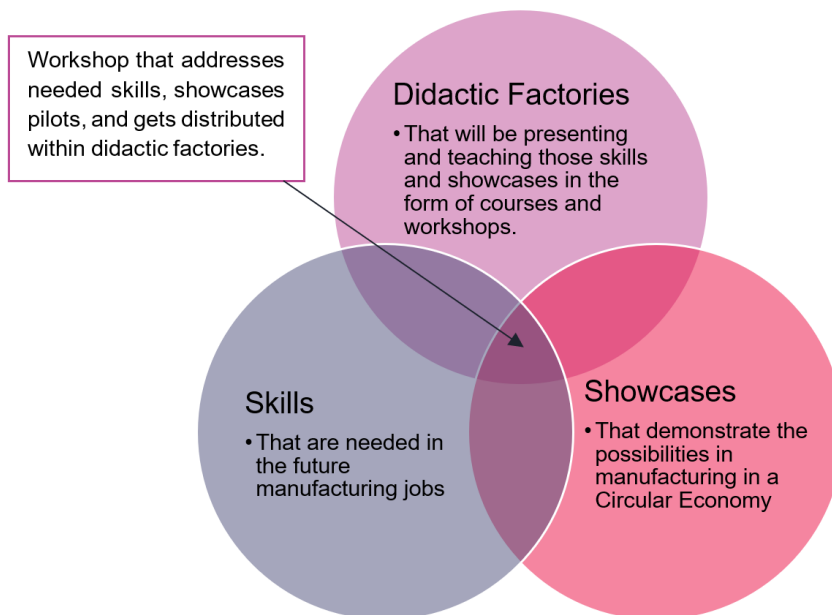 Workshop that addresses
needed skills, showcases
pilots, and gets distributed
within didactic factories.
Didactic Factories
• That will be presenting
and teaching those skills
and showcases in the
form of courses and
workshops.
Skills
• That are needed in
the future
manufacturing jobs
Showcases
• That demonstrate the
possibilities in
manufacturing in a
Circular Economy